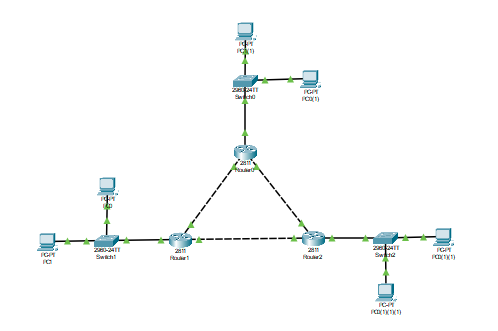 PC-PT
PC0(1)
2960-24TT
Switch0
PC-PT
PC0(1)
2811
Router0
PC-PT
2960-24TT
Switch1
PC-PT
PC1
2811
Router1
2811
Router2
2960-24TT
Switch2
PC-PT
PC0(1)(1)
PC-PT
PC0(1)(1)(1)